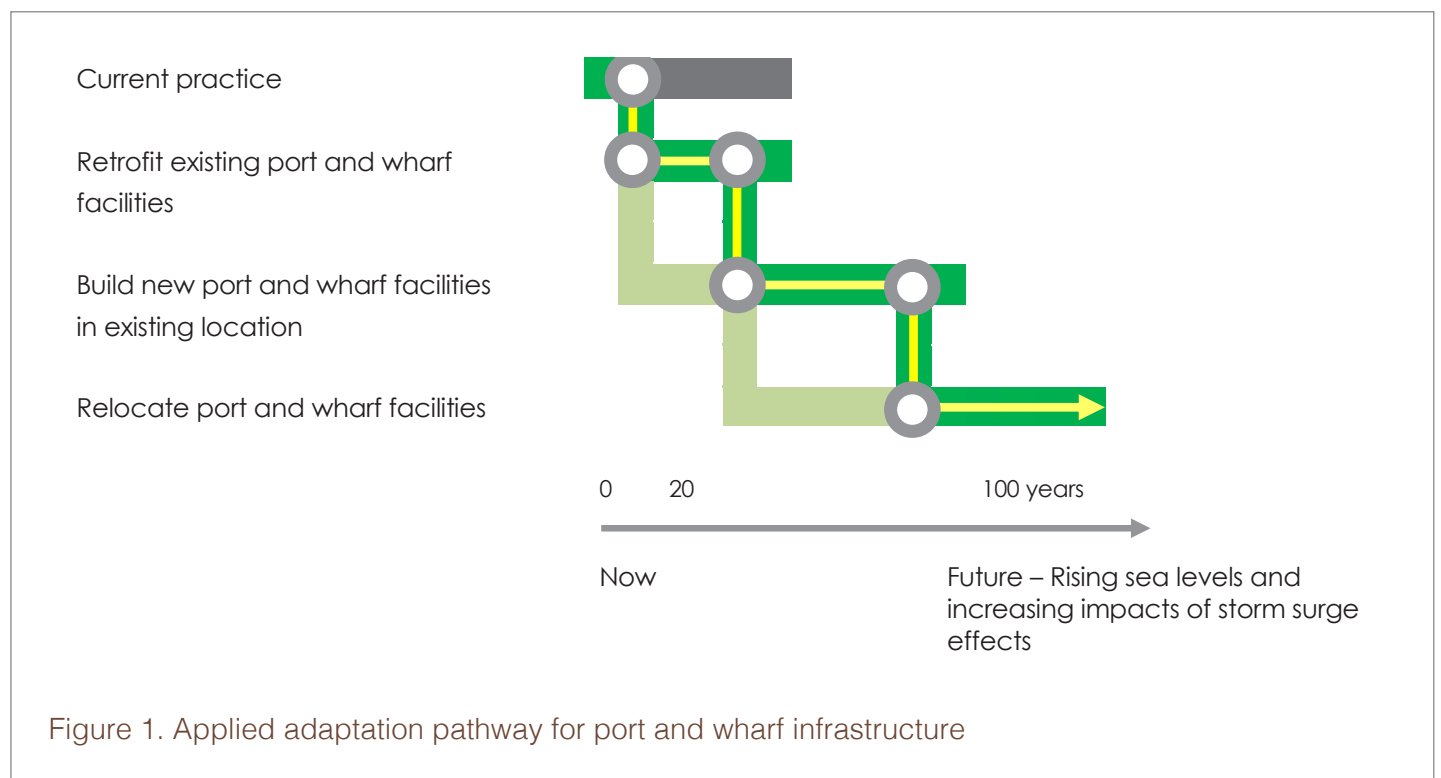 Current practice
Retrofit existing port and wharf
facilities
Build new port and wharf facilities
in existing location
Relocate port and wharf facilities
0 20 100 years
Now
Future – Rising sea levels and
increasing impacts of storm surge
effects
Figure 1. Applied adaptation pathway for port and wharf infrastructure